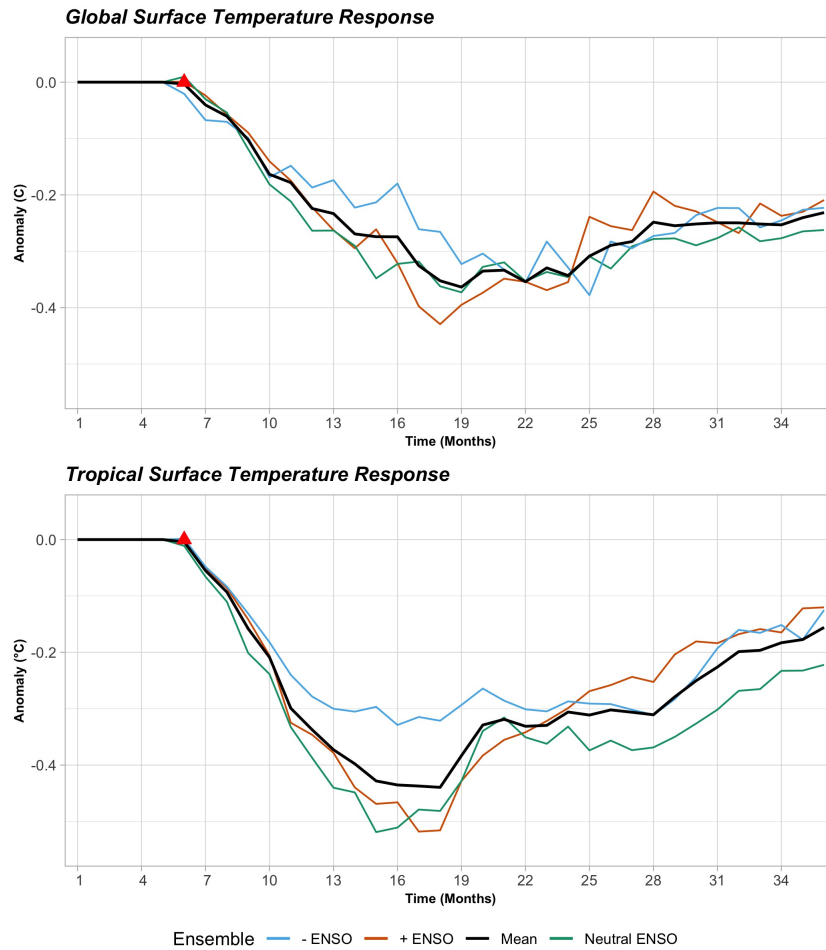 Global Surface Temperature Response
Anomaly (C)
0.0
-0.2
-0.4
1 4 7 10 13 16 19 22 25 28 31 34
Time (Months)
Tropical Surface Temperature Response
Anomaly (°C)
0.0
-0.2
-0.4
1 4 7 10 13 16 19 22 25 28 31 34
Time (Months)
Ensemble - ENSO + ENSO Mean Neutral ENSO